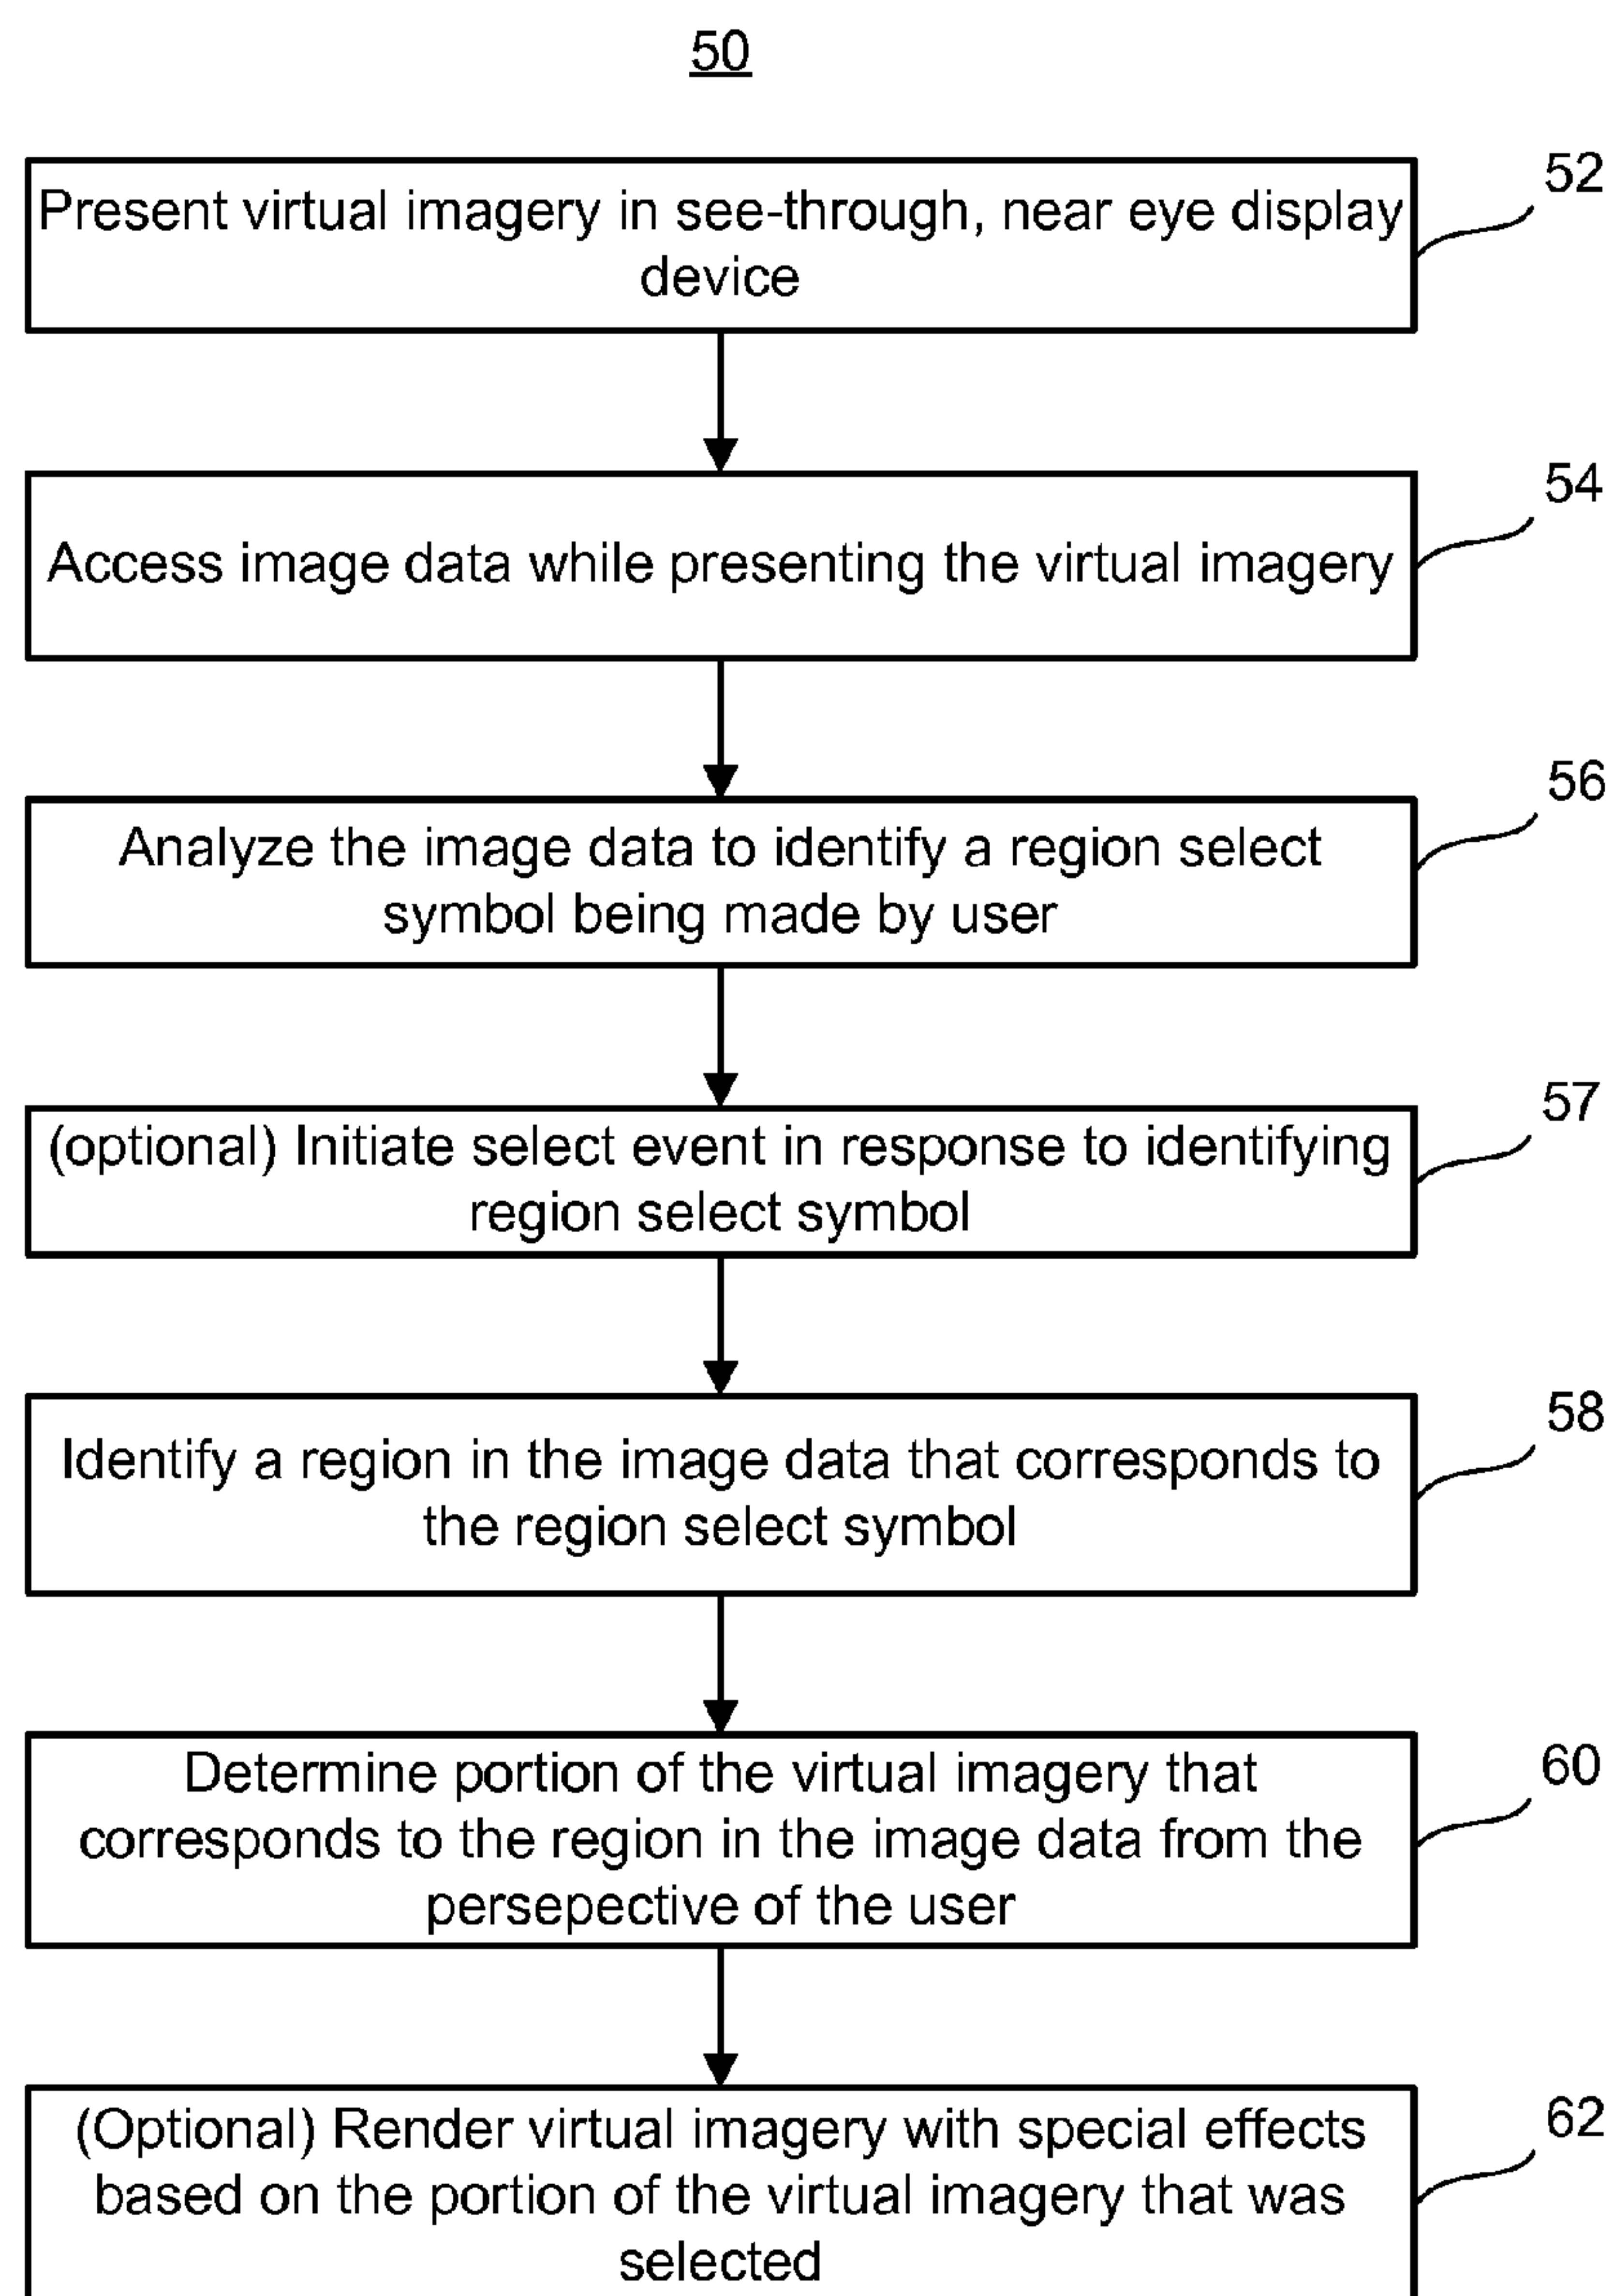 50
52
Present virtual imagery in see-through, near eye display
device
54
Access image data while presenting the virtual imagery
56
Analyze the image data to identify a region select
symbol being made by user
57
(optional) Initiate select event in response to identifying
region select symbol
58
Identify a region in the image data that corresponds to
the region select symbol
60
Determine portion of the virtual imagery that
corresponds to the region in the image data from the
persepective of the user
62
(Optional) Render virtual imagery with special effects
based on the portion of the virtual imagery that was
selected